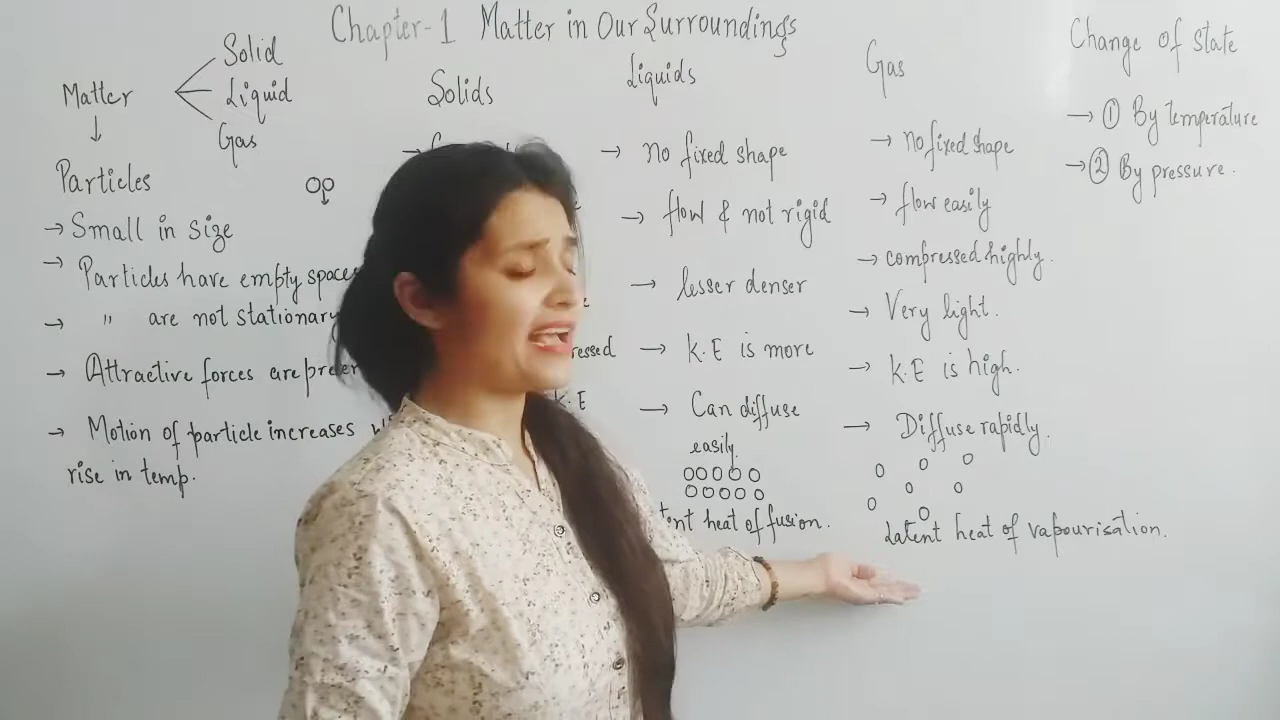 Chapter-1 Matter in Our Surroundings
Matter
Solid
Liquid
Gas
Particles
→ Small in size
→ Particles have empty spaces
→ " are not stationary
→ Attractive forces are
→ Motion of particle increases
rise in temp.
Solids
K.E
Liquids
→ no fixed shape
→ flow & not rigid
→ lesser denser
→ K.E is more
→ Can diffuse
easily.
heat of fusion.
Gas
→ no fixed shape
→ flow easily
→ compressed highly.
→ Very light.
→ K.E is high.
→ Diffuse rapidly.
Latent heat of vapourisation.
Change of state
→ ① By temperature
→ ② By pressure.